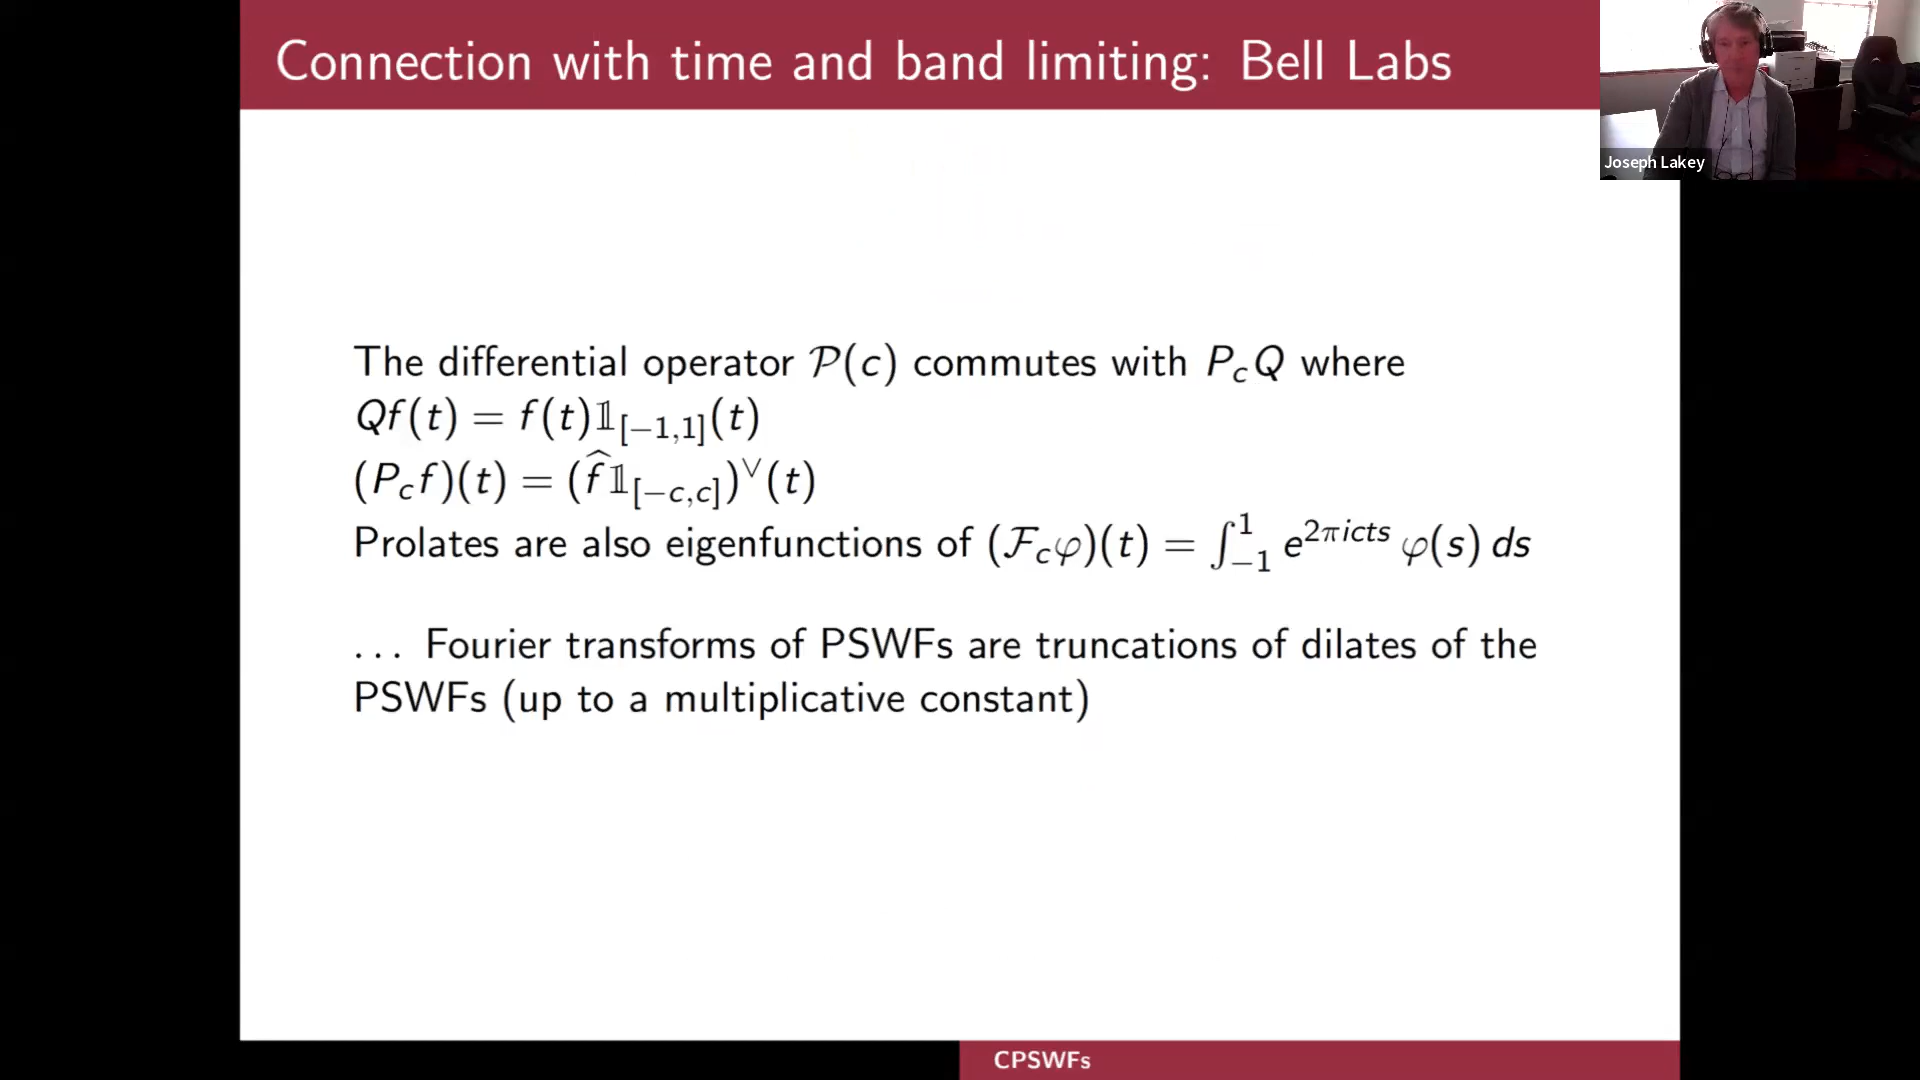 Connection with time and band limiting: Bell Labs
Joseph Lakey
The differential operator 𝒫(c) commutes with P_cQ where
Qf(t) = f(t)𝟙_{[−1,1]}(t)
(P_cf)(t) = (f̂𝟙_{[−c,c]})^∨(t)
Prolates are also eigenfunctions of (ℱ_cφ)(t) = ∫_{−1}^{1} e^{2πicts} φ(s) ds
... Fourier transforms of PSWFs are truncations of dilates of the
PSWFs (up to a multiplicative constant)
CPSWFs